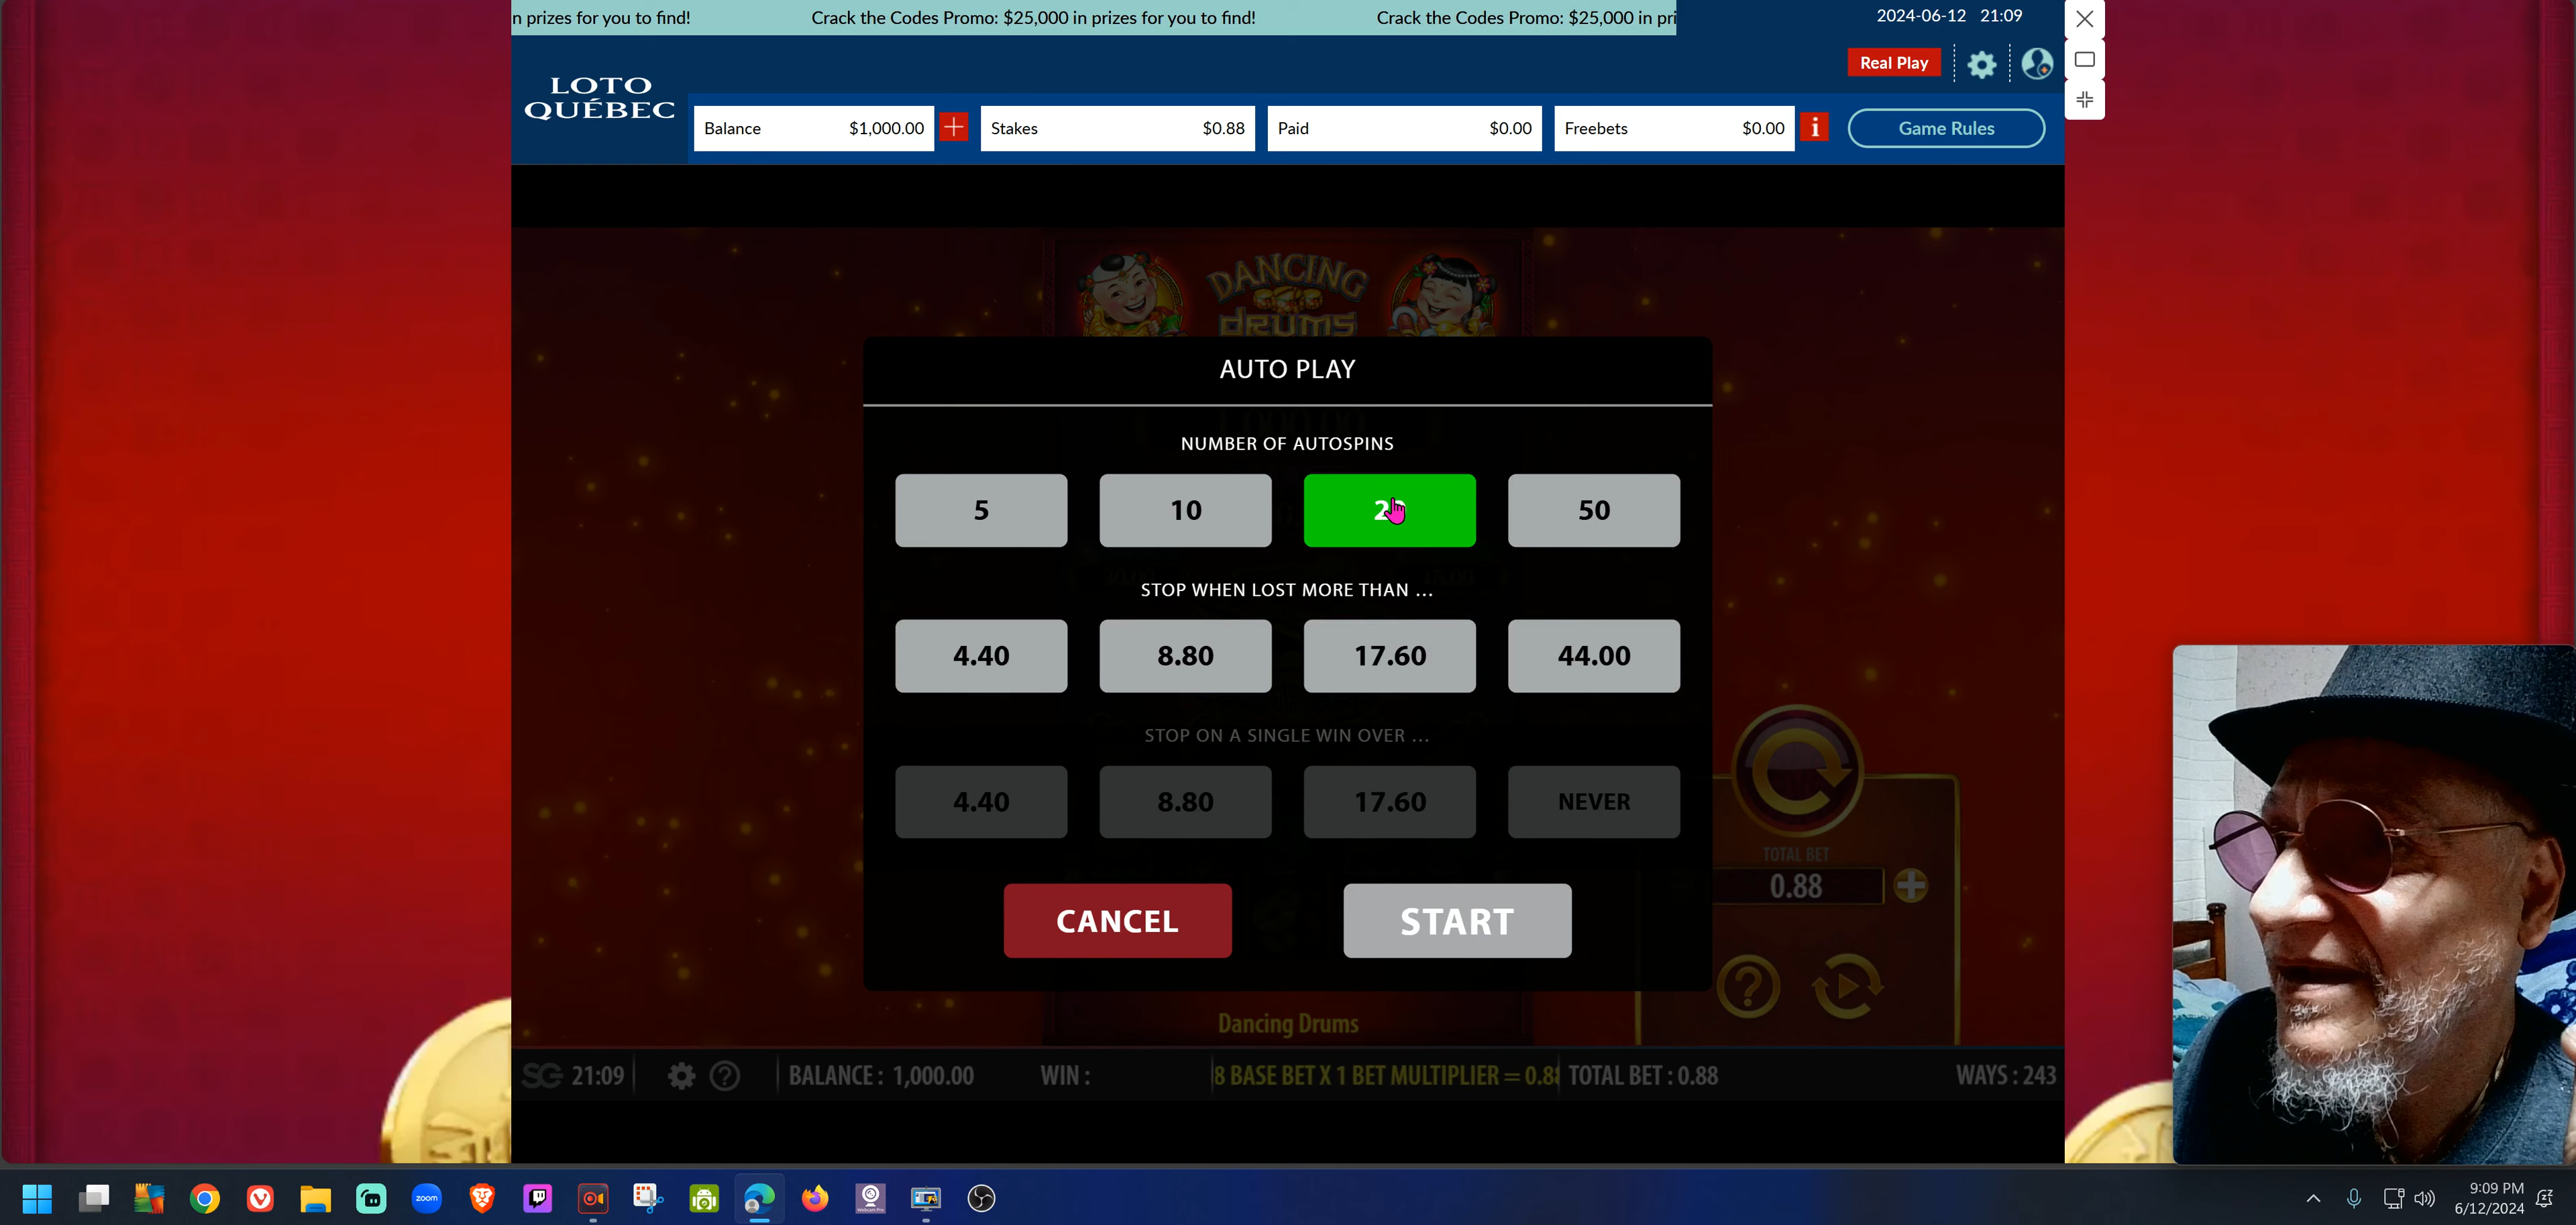 n prizes for you to find! Crack the Codes Promo: $25,000 in prizes for you to find! Crack the Codes Promo: $25,000 in pri
2024-06-12 21:09
Real Play
LOTO
QUÉBEC
Balance $1,000.00 + Stakes $0.88 Paid $0.00 Freebets $0.00 i Game Rules
DANCING
DRUMS
AUTO PLAY
NUMBER OF AUTOSPINS
5 10 50
STOP WHEN LOST MORE THAN ...
4.40 8.80 17.60 44.00
STOP ON A SINGLE WIN OVER ...
4.40 8.80 17.60 NEVER
TOTAL BET
0.88
CANCEL START
Dancing Drums
SG 21:09 BALANCE : 1,000.00 WIN : 8 BASE BET X 1 BET MULTIPLIER = 0.88 TOTAL BET : 0.88 WAYS : 243
zoom
9:09 PM
6/12/2024